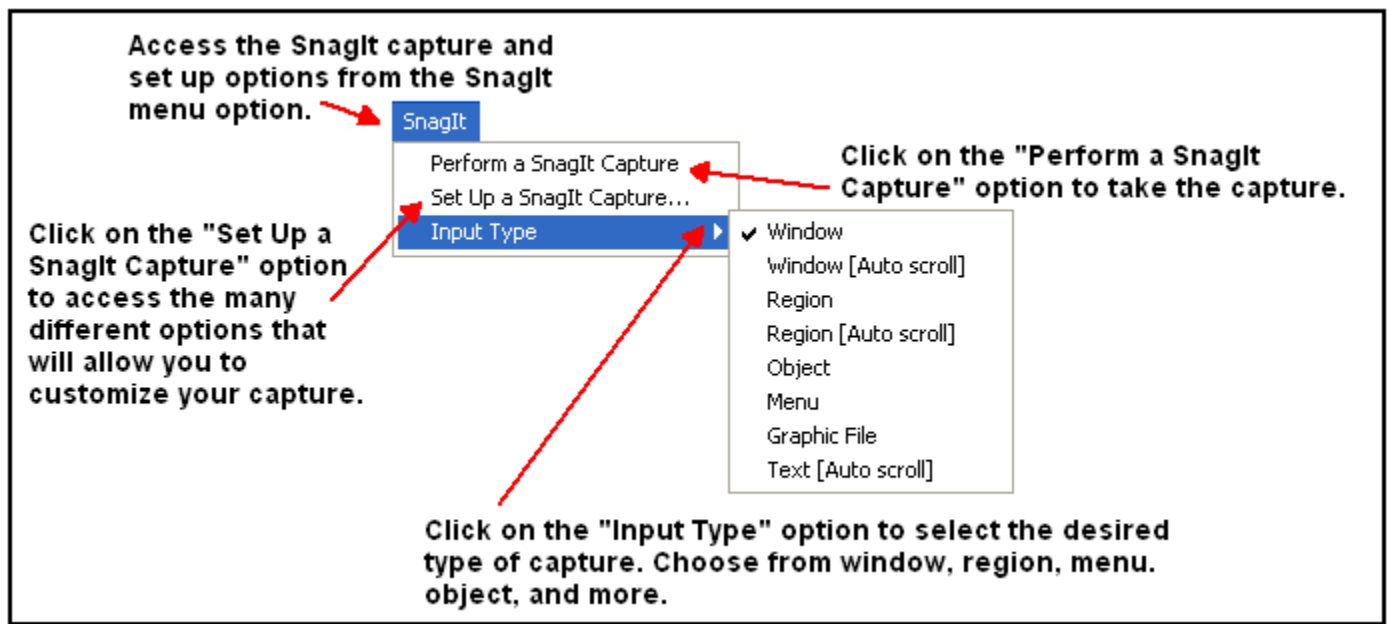 Access the SnagIt capture and
set up options from the SnagIt
menu option.
SnagIt
Perform a SnagIt Capture
Set Up a SnagIt Capture...
Input Type
Click on the "Perform a SnagIt
Capture" option to take the capture.
Click on the "Set Up a
SnagIt Capture" option
to access the many
different options that
will allow you to
customize your capture.
Window
Window [Auto scroll]
Region
Region [Auto scroll]
Object
Menu
Graphic File
Text [Auto scroll]
Click on the "Input Type" option to select the desired
type of capture. Choose from window, region, menu.
object, and more.